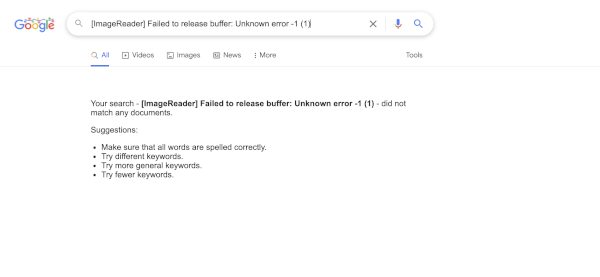 Google
[ImageReader] Failed to release buffer: Unknown error -1 (1)
All Videos Images News More Tools
Your search - [ImageReader] Failed to release buffer: Unknown error -1 (1) - did not
match any documents.
Suggestions:
• Make sure that all words are spelled correctly.
• Try different keywords.
• Try more general keywords.
• Try fewer keywords.